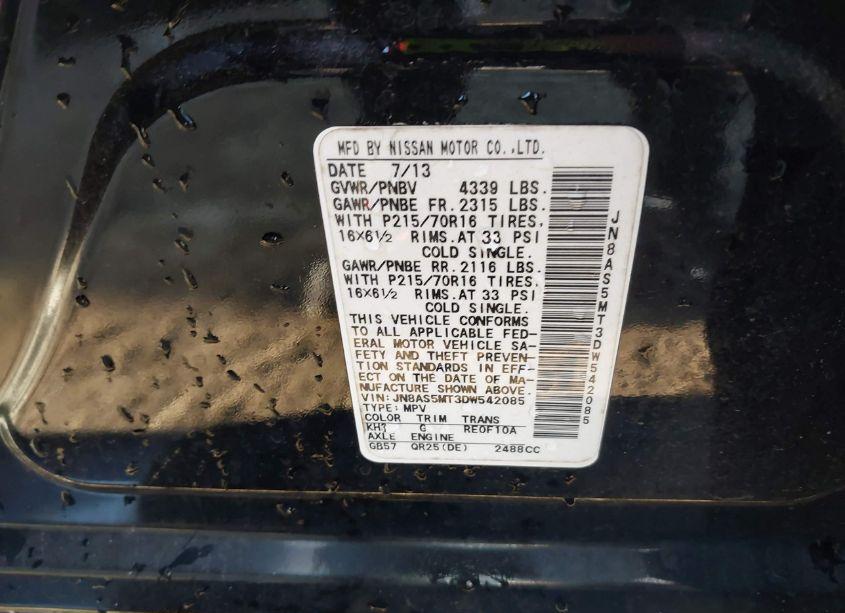 MFD BY NISSAN MOTOR CO.,LTD.
DATE 7/13
GVWR/PNBV 4339 LBS.
GAWR/PNBE FR. 2315 LBS.
WITH P215/70R16 TIRES,
16X6½ RIMS.AT 33 PSI
COLD SINGLE.
GAWR/PNBE RR. 2116 LBS.
WITH P215/70R16 TIRES,
16X6½ RIMS.AT 33 PSI
COLD SINGLE.
THIS VEHICLE CONFORMS
TO ALL APPLICABLE FED-
ERAL MOTOR VEHICLE SA-
FETY AND THEFT PREVEN-
TION STANDARDS IN EFF-
ECT ON THE DATE OF MA-
NUFACTURE SHOWN ABOVE.
VIN: JN8AS5MT3DW542085
TYPE: MPV
COLOR TRIM TRANS
KH3 G RE0F10A
AXLE ENGINE
GB57 QR25(DE) 2488CC
JN8AS5MT3DW542085